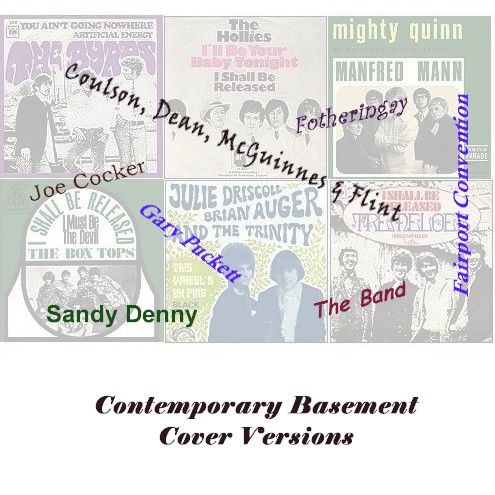 YOU AIN'T GOING NOWHERE
ARTIFICIAL ENERGY
THE BYRDS
The
Hollies
I'll Be Your
Baby Tonight
I Shall Be
Released
mighty quinn
MANFRED MANN
Coulson, Dean, McGuinnes & Flint
Fotheringay
Fairport Convention
Joe Cocker
I SHALL BE RELEASED
I Must Be
The Devil
THE BOX TOPS
Gary Puckett
JULIE DRISCOLL
BRIAN AUGER
AND THE TRINITY
THIS
WHEEL'S
ON FIRE
BLACK
I SHALL BE
RELEASED
TREMELOES
The Band
Sandy Denny
Contemporary Basement
Cover Versions